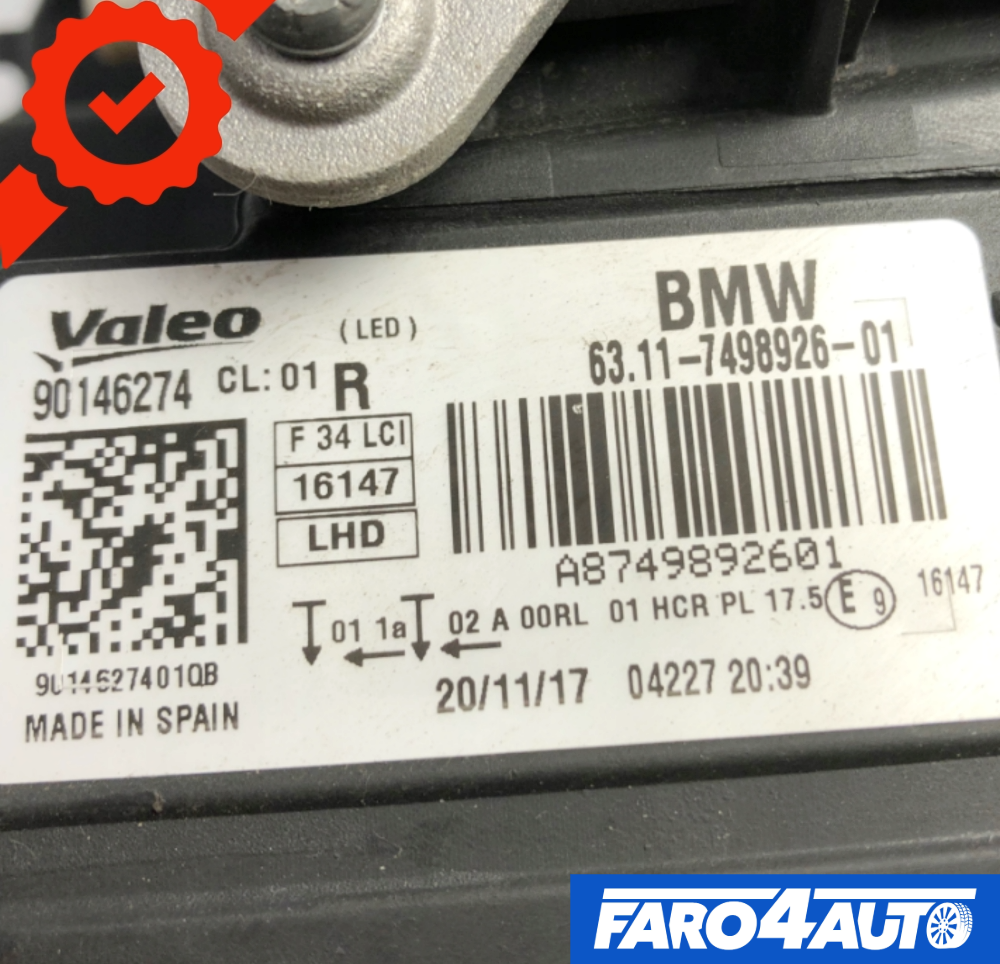 Valeo
(LED)
BMW
90146274 CL: 01 R
63.11-7498926-01
F 34 LCI
16147
LHD
A8749892601
01 1a 02 A 00RL 01 HCR PL 17.5 E 9 16147
90146274010B
20/11/17 04227 20:39
MADE IN SPAIN
FARO4AUTO